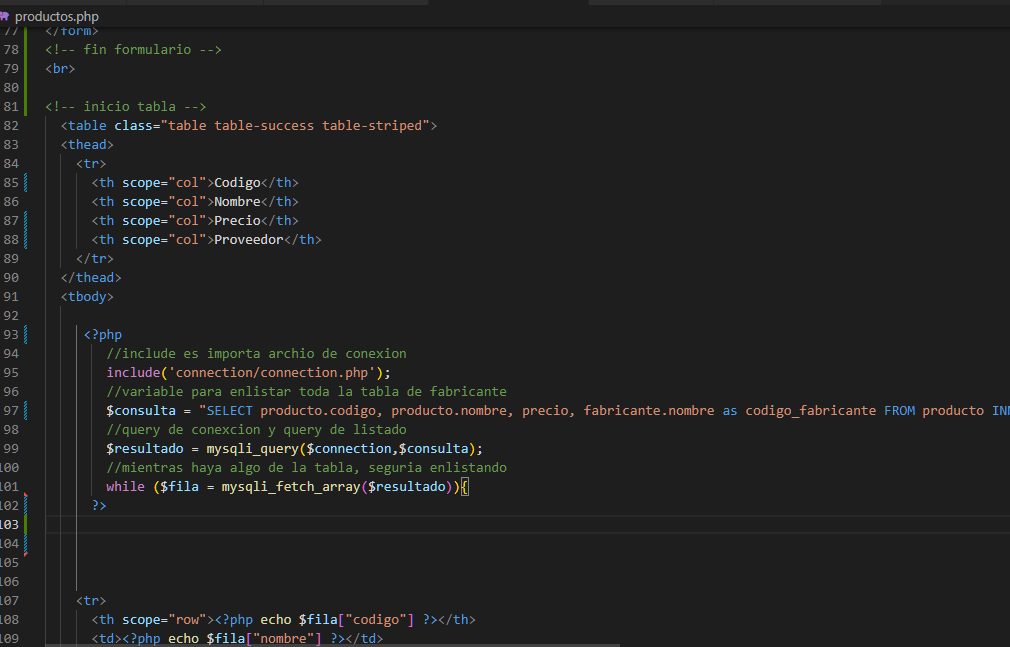 productos.php
77 </form>
78 <!-- fin formulario -->
79 <br>
80
81 <!-- inicio tabla -->
82 <table class="table table-success table-striped">
83 <thead>
84 <tr>
85 <th scope="col">Codigo</th>
86 <th scope="col">Nombre</th>
87 <th scope="col">Precio</th>
88 <th scope="col">Proveedor</th>
89 </tr>
90 </thead>
91 <tbody>
92
93 <?php
94 //include es importa archio de conexion
95 include('connection/connection.php');
96 //variable para enlistar toda la tabla de fabricante
97 $consulta = "SELECT producto.codigo, producto.nombre, precio, fabricante.nombre as codigo_fabricante FROM producto
98 //query de conexcion y query de listado
99 $resultado = mysqli_query($connection,$consulta);
100 //mientras haya algo de la tabla, seguria enlistando
101 while ($fila = mysqli_fetch_array($resultado)){
102 ?>
103
104
105
106
107 <tr>
108 <th scope="row"><?php echo $fila["codigo"] ?></th>
109 <td><?php echo $fila["nombre"] ?></td>